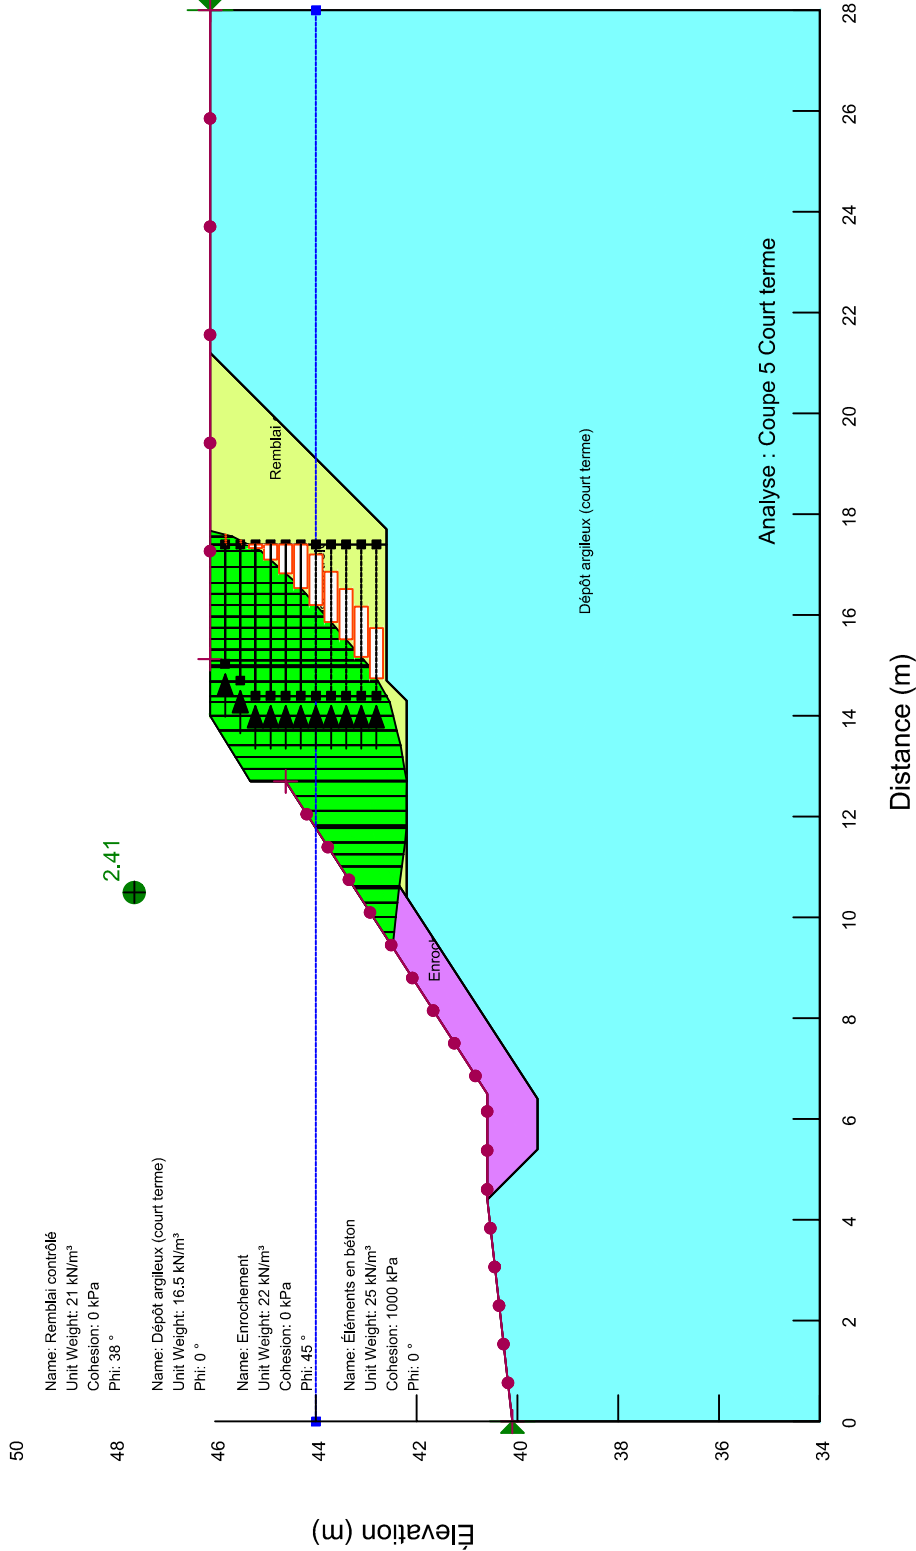 Name: Remblai contrôlé
Unit Weight: 21 kN/m³
Cohesion: 0 kPa
Phi: 38 °
Name: Dépôt argileux (court terme)
Unit Weight: 16.5 kN/m³
Phi: 0 °
Name: Enrochement
Unit Weight: 22 kN/m³
Cohesion: 0 kPa
Phi: 45 °
Name: Éléments en béton
Unit Weight: 25 kN/m³
Cohesion: 1000 kPa
Phi: 0 °
2.41
Remblai
Enroch
Dépôt argileux (court terme)
Analyse : Coupe 5 Court terme
Élevation (m)
50
48
46
44
42
40
38
36
34
0
2
4
6
8
10
12
14
16
18
20
22
24
26
28
Distance (m)